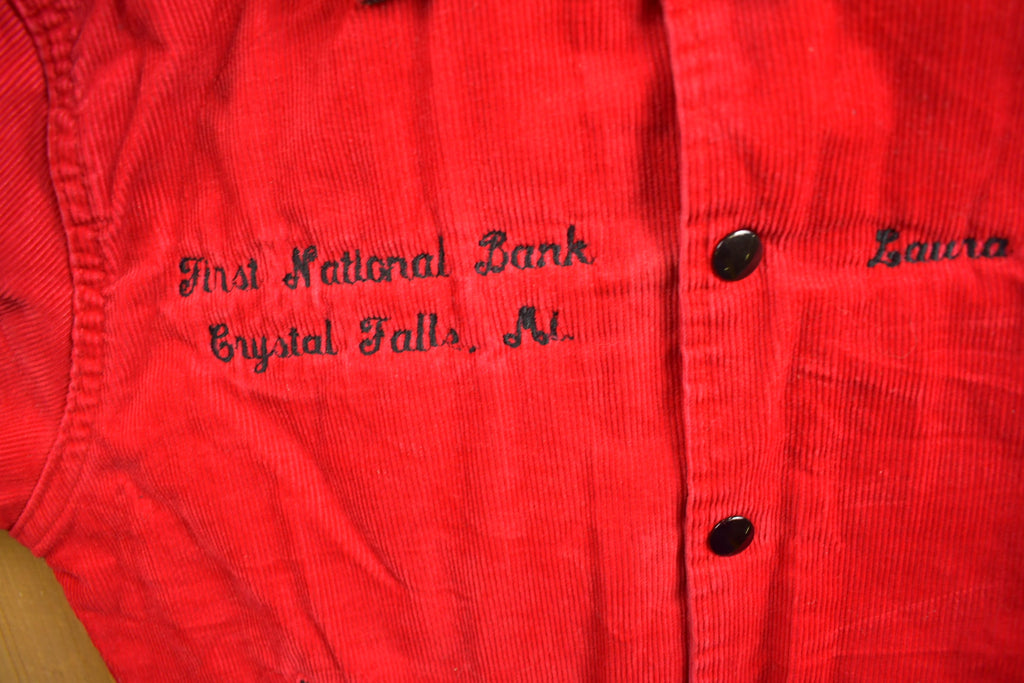 First National Bank
Crystal Falls, Mi.
Laura